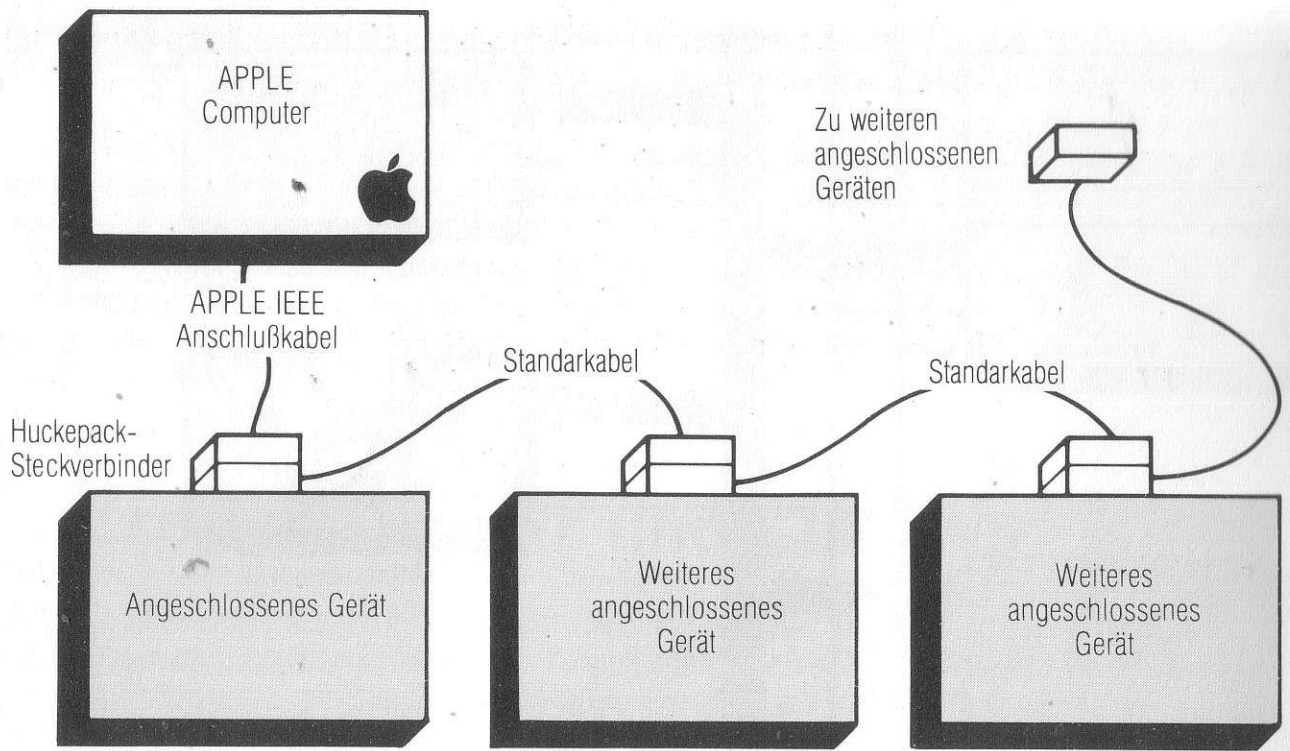 APPLE
Computer
Zu weiteren
angeschlossenen
Geräten
APPLE IEEE
Anschlußkabel
Standarkabel
Standarkabel
Huckepack-
Steckverbinder
Angeschlossenes Gerät
Weiteres
angeschlossenes
Gerät
Weiteres
angeschlossenes
Gerät